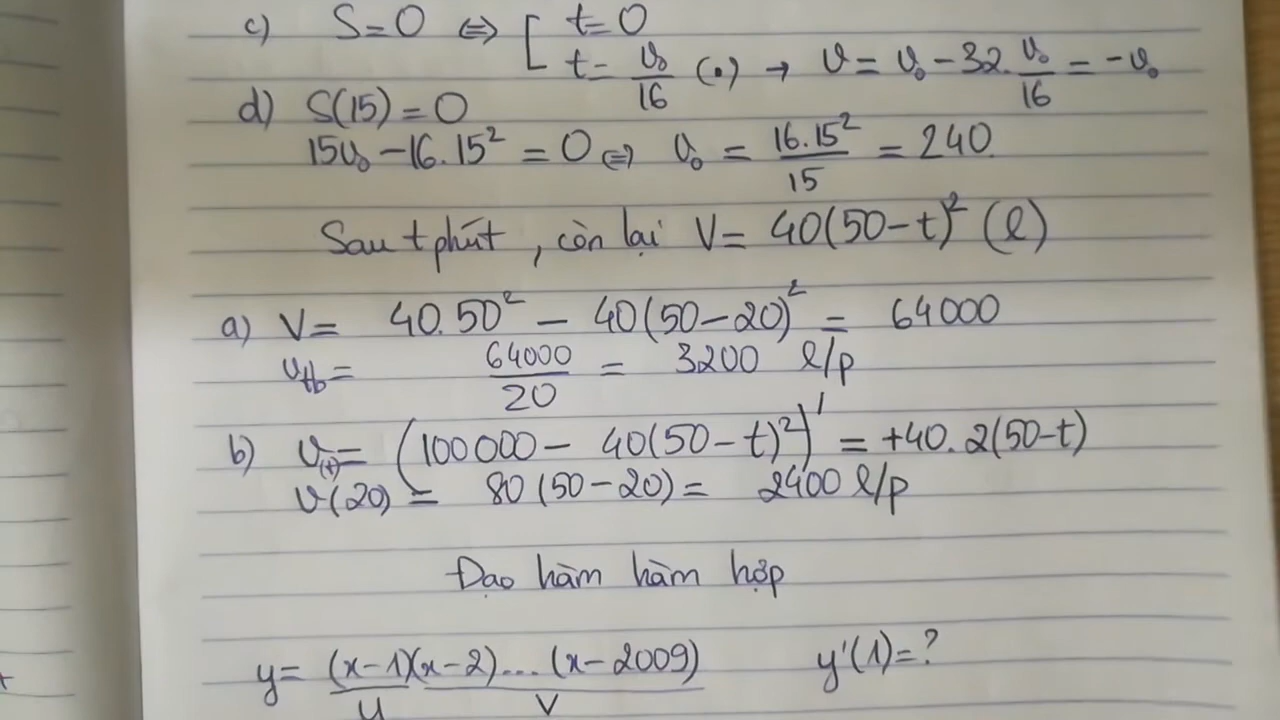 c) S=0 ⇔ [ t=0
t= v₀/16 (.) → v = v₀ - 32. v₀/16 = -v₀
d) S(15) = 0
15v₀ - 16.15² = 0 ⇔ v₀ = 16.15²/15 = 240.
Sau t phút, còn lại V= 40(50-t)² (l)
a) V= 40.50² - 40(50-20)² = 64000
v_tb = 64000/20 = 3200 l/p
b) v_(t) = (100000 - 40(50-t)²)' = +40.2(50-t)
v(20) = 80(50-20) = 2400 l/p
Đạo hàm hàm hợp
y= (x-1)(x-2)....(x-2009) y'(1)=?
u v